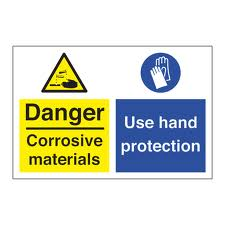 Danger
Corrosive
materials
Use hand
protection